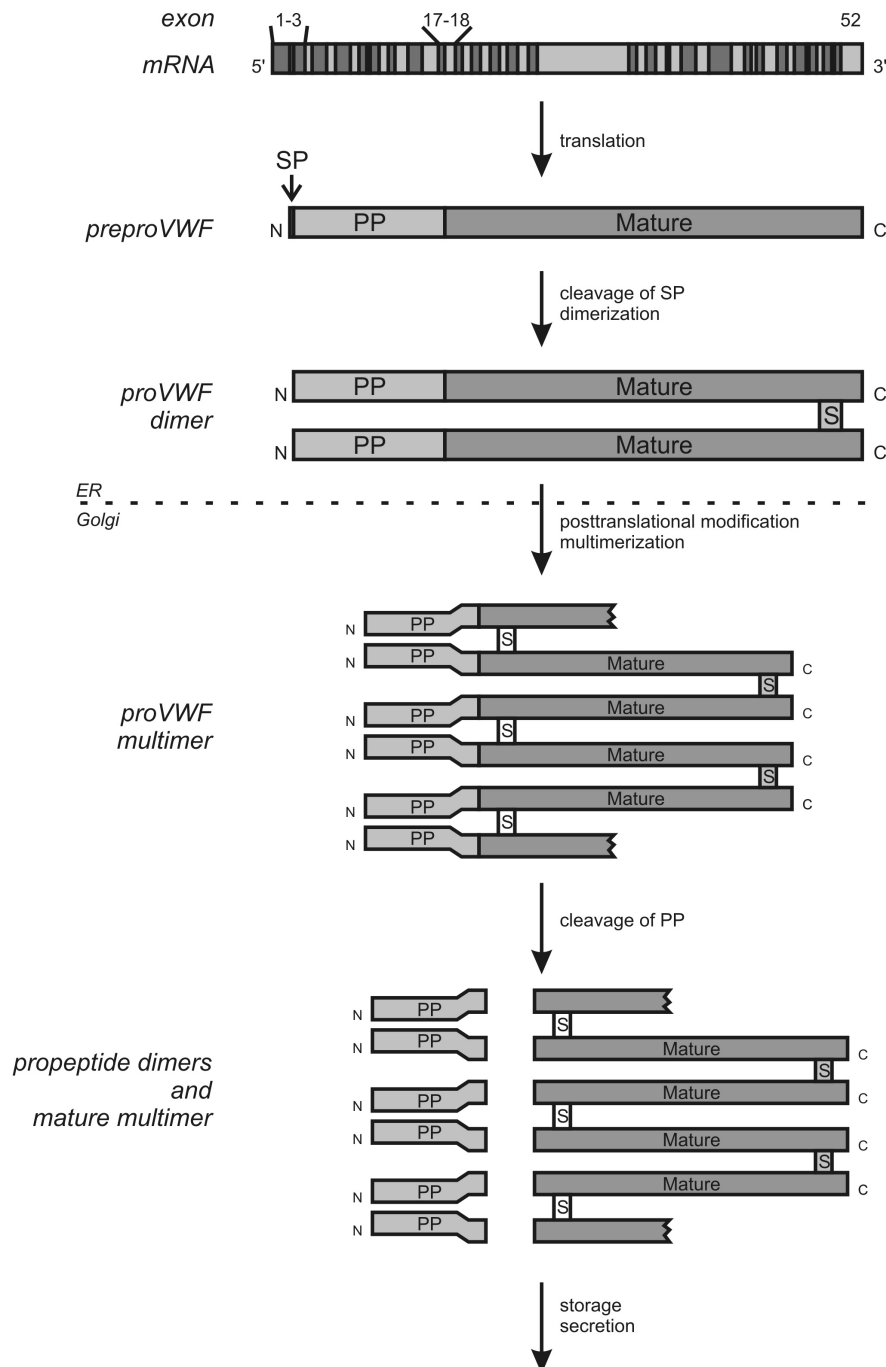 exon 1-3 17-18 52
mRNA 5' 3'
translation
SP
preproVWF N PP Mature C
cleavage of SP
dimerization
proVWF
dimer
N PP Mature C
S
N PP Mature C
ER
Golgi
posttranslational modification
multimerization
N PP
S
N PP Mature C
S
proVWF
multimer
N PP Mature C
S
N PP Mature C
S
N PP Mature C
S
N PP
cleavage of PP
N PP
S
N PP Mature C
S
propeptide dimers
and
mature multimer
N PP Mature C
S
N PP Mature C
S
N PP Mature C
S
N PP
storage
secretion